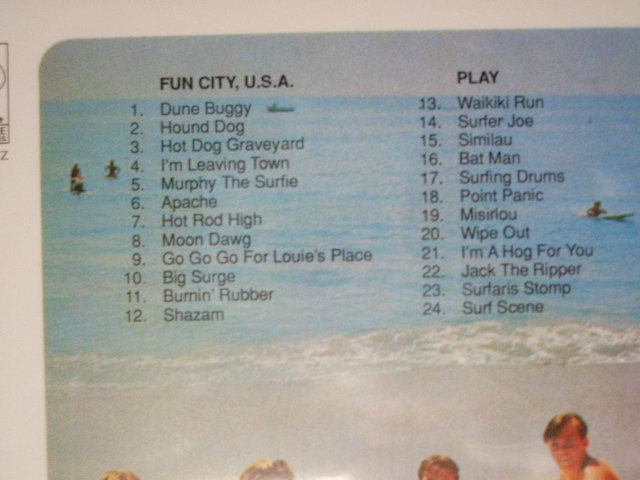 FUN CITY, U.S.A.
1. Dune Buggy
2. Hound Dog
3. Hot Dog Graveyard
4. I'm Leaving Town
5. Murphy The Surfie
6. Apache
7. Hot Rod High
8. Moon Dawg
9. Go Go Go For Louie's Place
10. Big Surge
11. Burnin' Rubber
12. Shazam
PLAY
13. Waikiki Run
14. Surfer Joe
15. Similau
16. Bat Man
17. Surfing Drums
18. Point Panic
19. Misirlou
20. Wipe Out
21. I'm A Hog For You
22. Jack The Ripper
23. Surfaris Stomp
24. Surf Scene